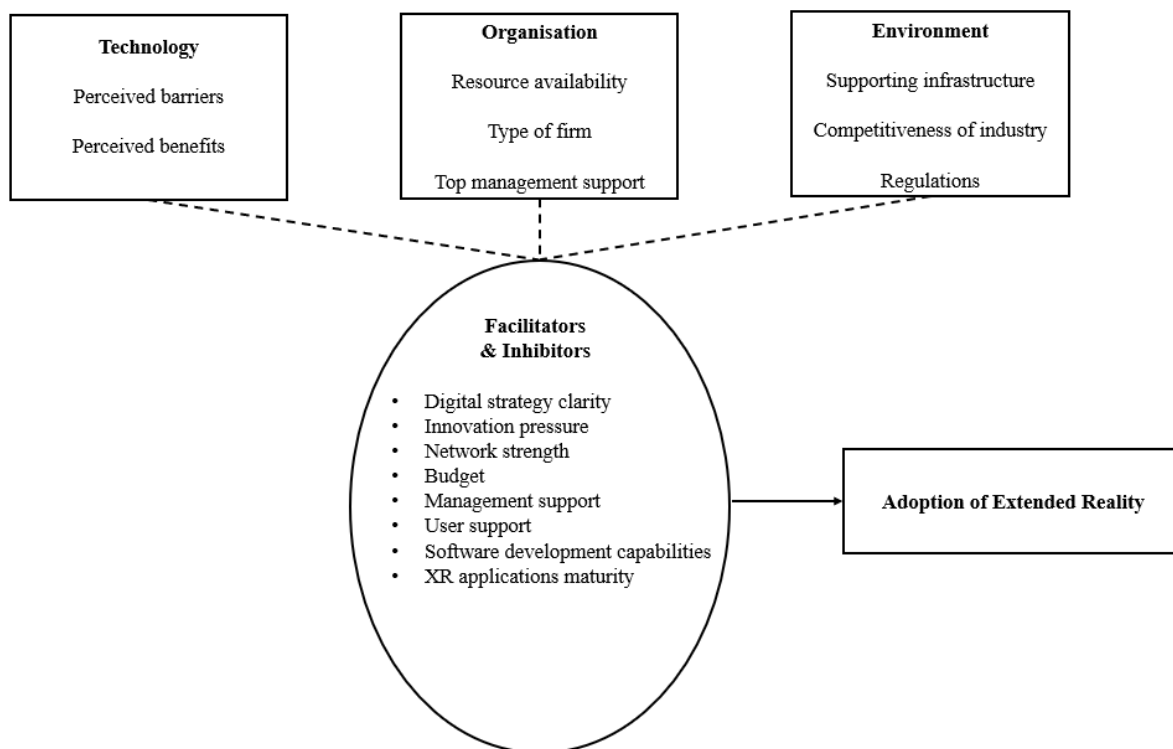 Technology
Perceived barriers
Perceived benefits
Organisation
Resource availability
Type of firm
Top management support
Environment
Supporting infrastructure
Competitiveness of industry
Regulations
Facilitators
& Inhibitors
• Digital strategy clarity
• Innovation pressure
• Network strength
• Budget
• Management support
• User support
• Software development capabilities
• XR applications maturity
Adoption of Extended Reality